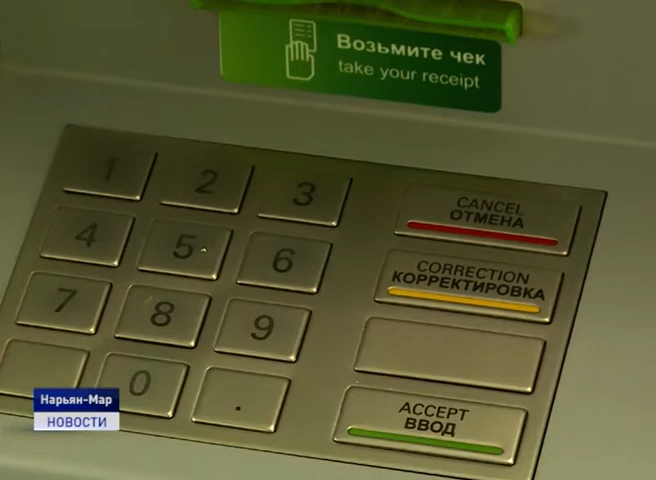 Возьмите чек
take your receipt
1 2 3
CANCEL
ОТМЕНА
4 5 6
CORRECTION
КОРРЕКТИРОВКА
7 8 9
0 .
ACCEPT
ВВОД
Нарьян-Мар
НОВОСТИ